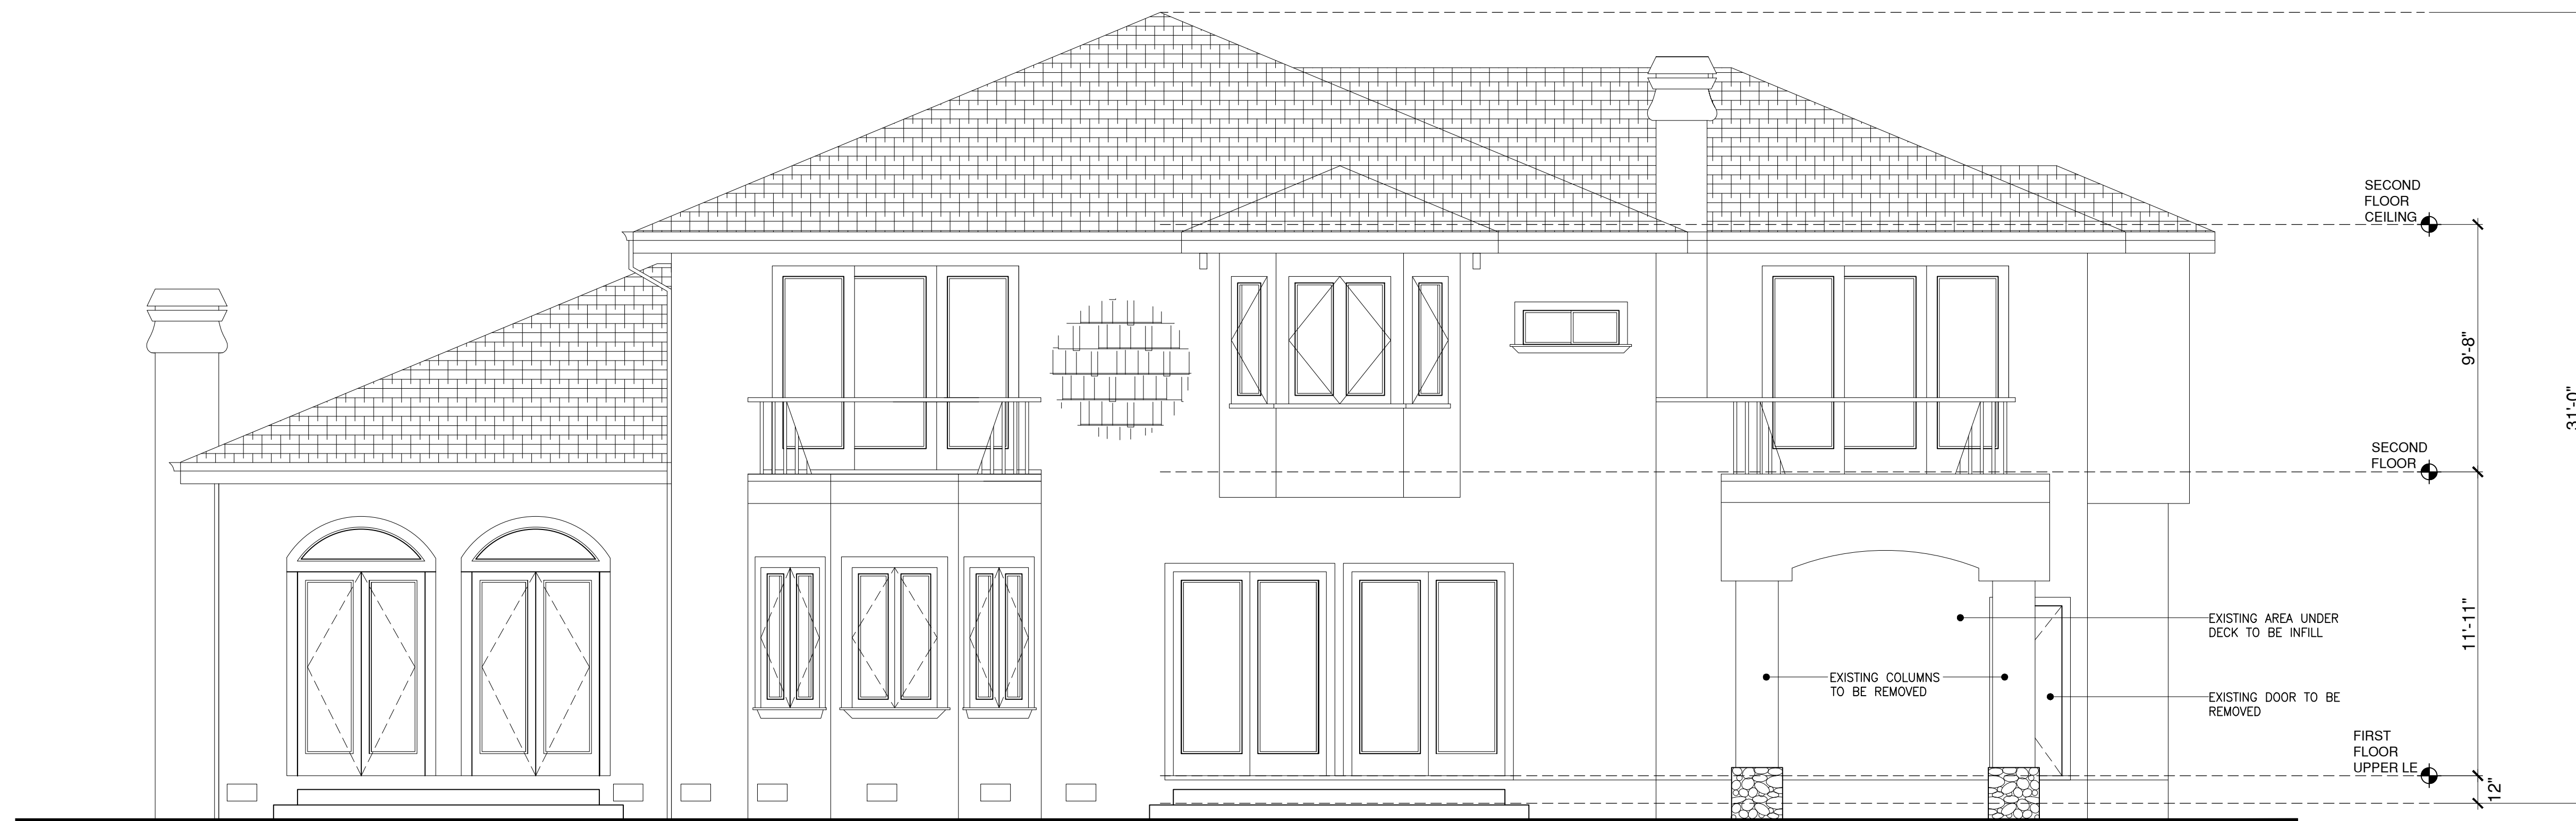 SECOND
FLOOR
CEILING
9'-8"
31'-0"
SECOND
FLOOR
11'-11"
EXISTING AREA UNDER
DECK TO BE INFILL
EXISTING COLUMNS
TO BE REMOVED
EXISTING DOOR TO BE
REMOVED
FIRST
FLOOR
UPPER LE
12"